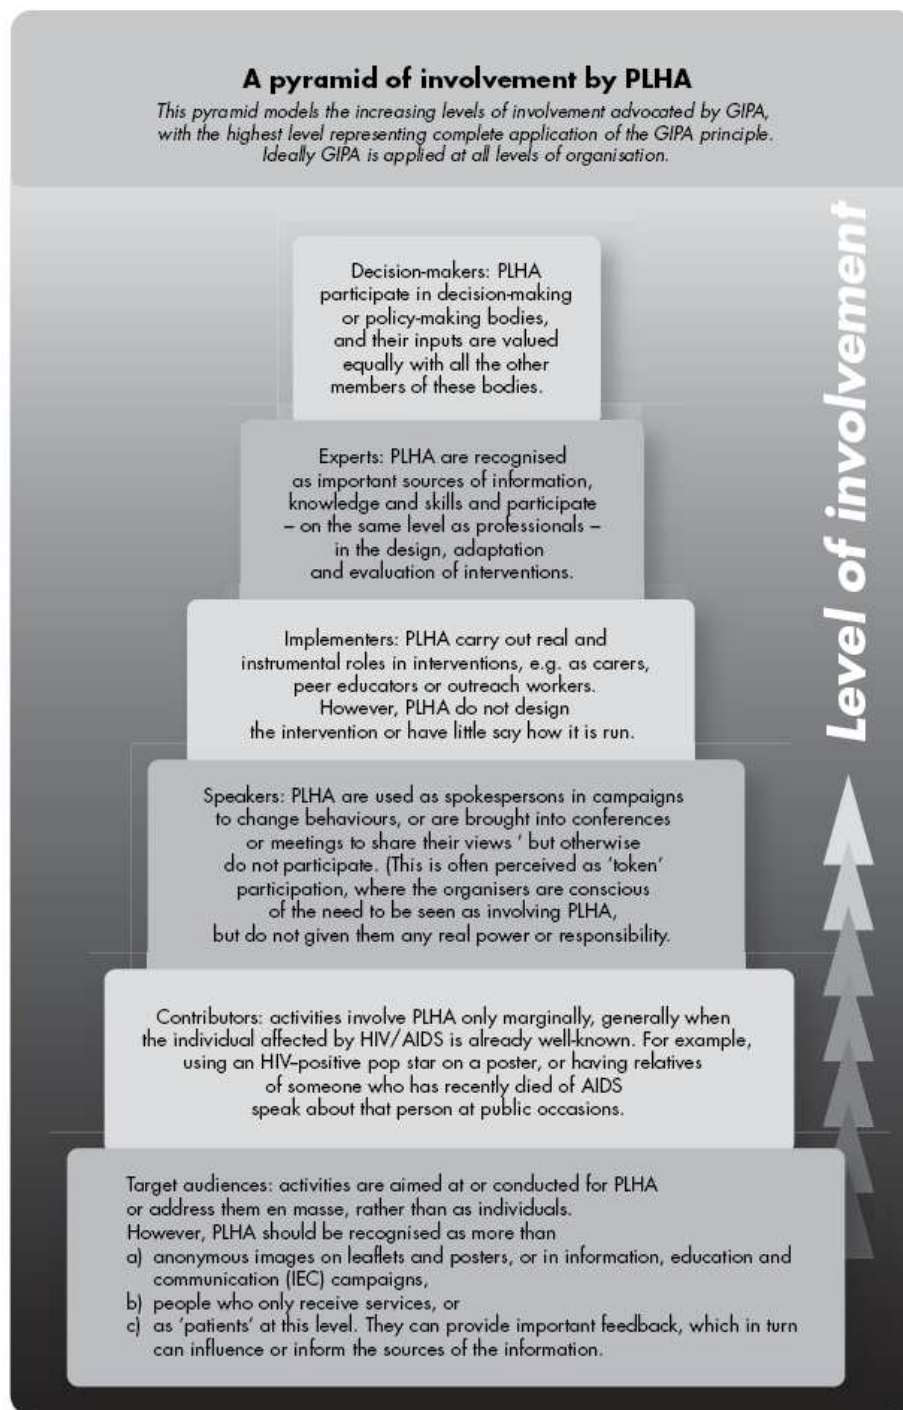 A pyramid of involvement by PLHA
This pyramid models the increasing levels of involvement advocated by GIPA,
with the highest level representing complete application of the GIPA principle.
Ideally GIPA is applied at all levels of organisation.
Decision-makers: PLHA
participate in decision-making
or policy-making bodies,
and their inputs are valued
equally with all the other
members of these bodies.
Experts: PLHA are recognised
as important sources of information,
knowledge and skills and participate
– on the same level as professionals –
in the design, adaptation
and evaluation of interventions.
Implementers: PLHA carry out real and
instrumental roles in interventions, e.g. as carers,
peer educators or outreach workers.
However, PLHA do not design
the intervention or have little say how it is run.
Speakers: PLHA are used as spokespersons in campaigns
to change behaviours, or are brought into conferences
or meetings to share their views ‘ but otherwise
do not participate. (This is often perceived as ‘token’
participation, where the organisers are conscious
of the need to be seen as involving PLHA,
but do not given them any real power or responsibility.
Contributors: activities involve PLHA only marginally, generally when
the individual affected by HIV/AIDS is already well-known. For example,
using an HIV–positive pop star on a poster, or having relatives
of someone who has recently died of AIDS
speak about that person at public occasions.
Target audiences: activities are aimed at or conducted for PLHA
or address them en masse, rather than as individuals.
However, PLHA should be recognised as more than
a) anonymous images on leaflets and posters, or in information, education and
communication (IEC) campaigns,
b) people who only receive services, or
c) as ‘patients’ at this level. They can provide important feedback, which in turn
can influence or inform the sources of the information.
Level of involvement